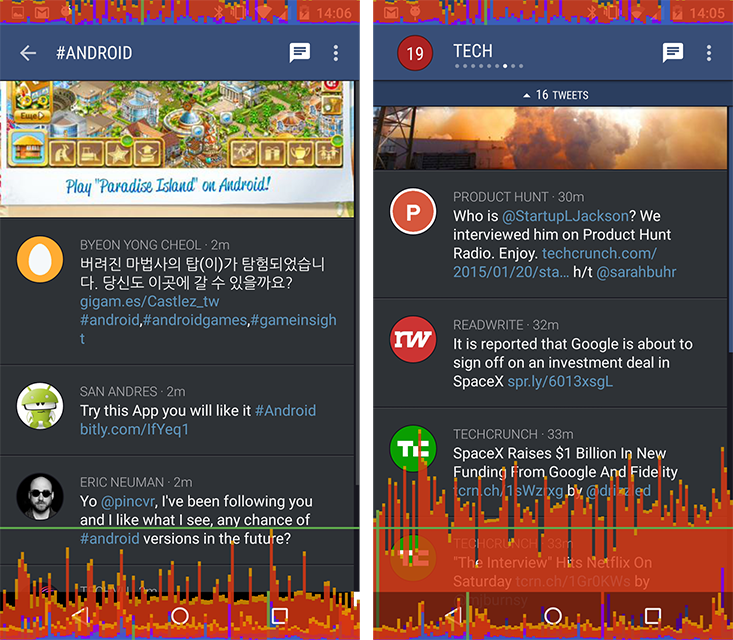 14:06
#ANDROID
Еще
Play "Paradise Island" on Android!
BYEON YONG CHEOL · 2m
버려진 마법사의 탑(이)가 탐험되었습니
다. 당신도 이곳에 갈 수 있을까요?
gigam.es/Castlez_tw
#android,#androidgames,#gameinsigh
t
SAN ANDRES · 2m
Try this App you will like it #Android
bitly.com/IfYeq1
ERIC NEUMAN · 2m
Yo @pincvr, I've been following you
and I like what I see, any chance of
#android versions in the future?
14:05
19
TECH
16 TWEETS
P
PRODUCT HUNT · 30m
Who is @StartupLJackson? We
interviewed him on Product Hunt
Radio. Enjoy. techcrunch.com/
2015/01/20/sta… h/t @sarahbuhr
rw
READWRITE · 32m
It is reported that Google is about to
sign off on an investment deal in
SpaceX spr.ly/6013xsgL
TC
TECHCRUNCH · 33m
SpaceX Raises $1 Billion In New
Funding From Google And Fidelity
tcrn.ch/1sWzixg by @drizzled
TC
TECHCRUNCH · 33m
"The Interview" Hits Netflix On
Saturday tcrn.ch/1Gr0KWs by